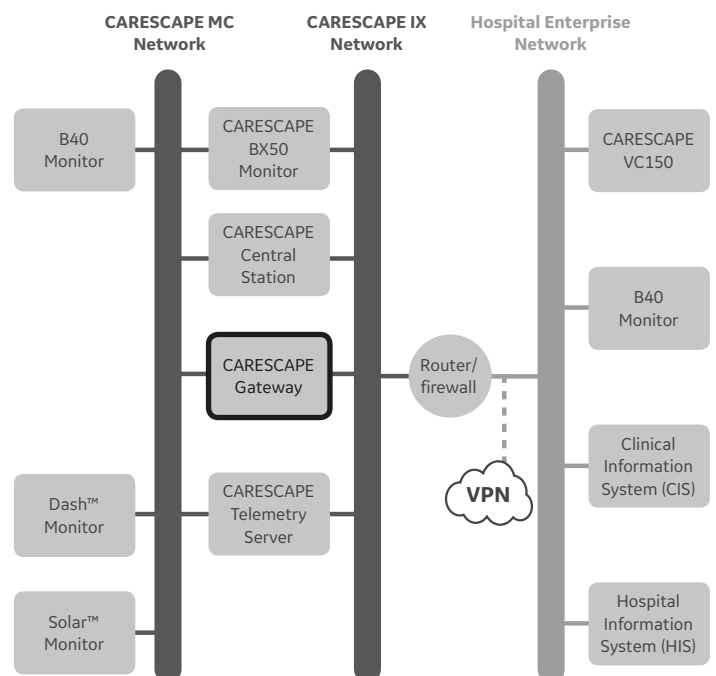 CARESCAPE MC
Network
CARESCAPE IX
Network
Hospital Enterprise
Network
B40
Monitor
CARESCAPE
BX50
Monitor
CARESCAPE
VC150
CARESCAPE
Central
Station
B40
Monitor
CARESCAPE
Gateway
Router/
firewall
Clinical
Information
System (CIS)
VPN
Dash™
Monitor
CARESCAPE
Telemetry
Server
Solar™
Monitor
Hospital
Information
System (HIS)